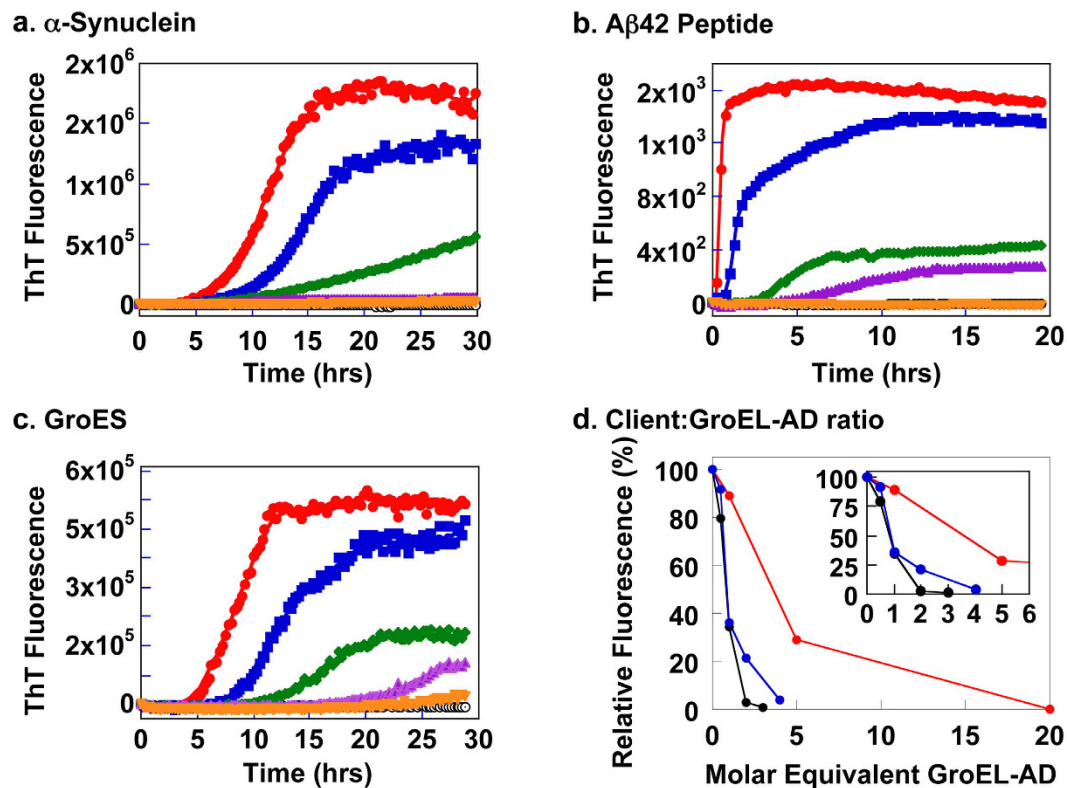 a. α-Synuclein
ThT Fluorescence
2x10⁶
2x10⁶
1x10⁶
5x10⁵
0
0 5 10 15 20 25 30
Time (hrs)
b. Aβ42 Peptide
ThT Fluorescence
2x10³
1x10³
8x10²
4x10²
0
0 5 10 15 20
Time (hrs)
c. GroES
ThT Fluorescence
6x10⁵
5x10⁵
3x10⁵
2x10⁵
0
0 5 10 15 20 25 30
Time (hrs)
d. Client:GroEL-AD ratio
Relative Fluorescence (%)
100
80
60
40
20
0
0 5 10 15 20
Molar Equivalent GroEL-AD
100
75
50
25
0
0 1 2 3 4 5 6